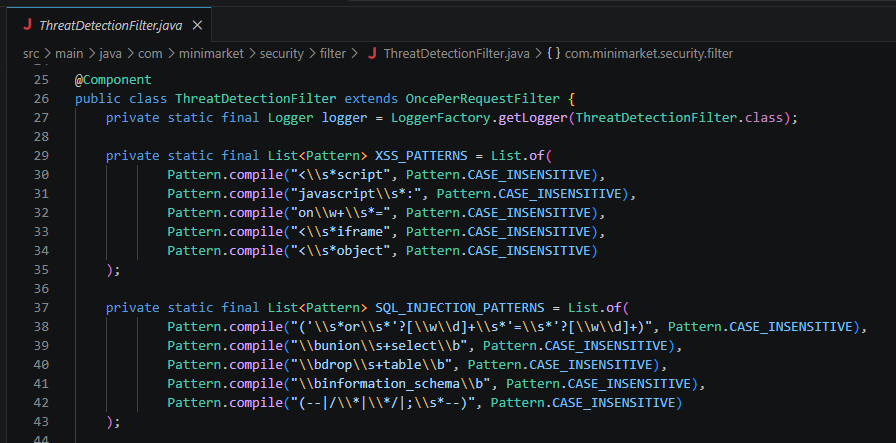 ThreatDetectionFilter.java
src > main > java > com > minimarket > security > filter > ThreatDetectionFilter.java > {} com.minimarket.security.filter
25 @Component
26 public class ThreatDetectionFilter extends OncePerRequestFilter {
27     private static final Logger logger = LoggerFactory.getLogger(ThreatDetectionFilter.class);
28
29     private static final List<Pattern> XSS_PATTERNS = List.of(
30             Pattern.compile("<\\s*script", Pattern.CASE_INSENSITIVE),
31             Pattern.compile("javascript\\s*:", Pattern.CASE_INSENSITIVE),
32             Pattern.compile("on\\w+\\s*=", Pattern.CASE_INSENSITIVE),
33             Pattern.compile("<\\s*iframe", Pattern.CASE_INSENSITIVE),
34             Pattern.compile("<\\s*object", Pattern.CASE_INSENSITIVE)
35     );
36
37     private static final List<Pattern> SQL_INJECTION_PATTERNS = List.of(
38             Pattern.compile("('\\s*or\\s*'?[\\w\\d]+\\s*'=\\s*'?[\\w\\d]+)", Pattern.CASE_INSENSITIVE),
39             Pattern.compile("\\bunion\\s+select\\b", Pattern.CASE_INSENSITIVE),
40             Pattern.compile("\\bdrop\\s+table\\b", Pattern.CASE_INSENSITIVE),
41             Pattern.compile("\\binformation_schema\\b", Pattern.CASE_INSENSITIVE),
42             Pattern.compile("(--|/\\*|\\*/|;\\s*--)", Pattern.CASE_INSENSITIVE)
43     );
44